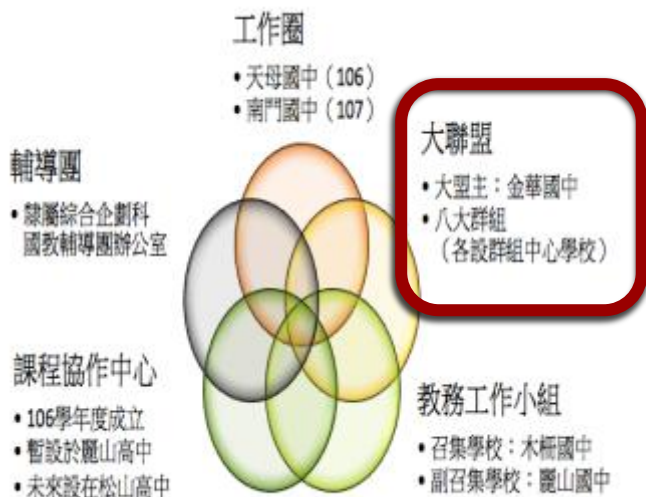 工作圈
• 天母國中（106）
• 南門國中（107）
大聯盟
• 大盟主：金華國中
• 八大群組
（各設群組中心學校）
輔導團
• 隸屬綜合企劃科
國教輔導團辦公室
課程協作中心
• 106學年度成立
• 暫設於麗山高中
• 未來設在松山高中
教務工作小組
• 召集學校：木柵國中
• 副召集學校：麗山國中